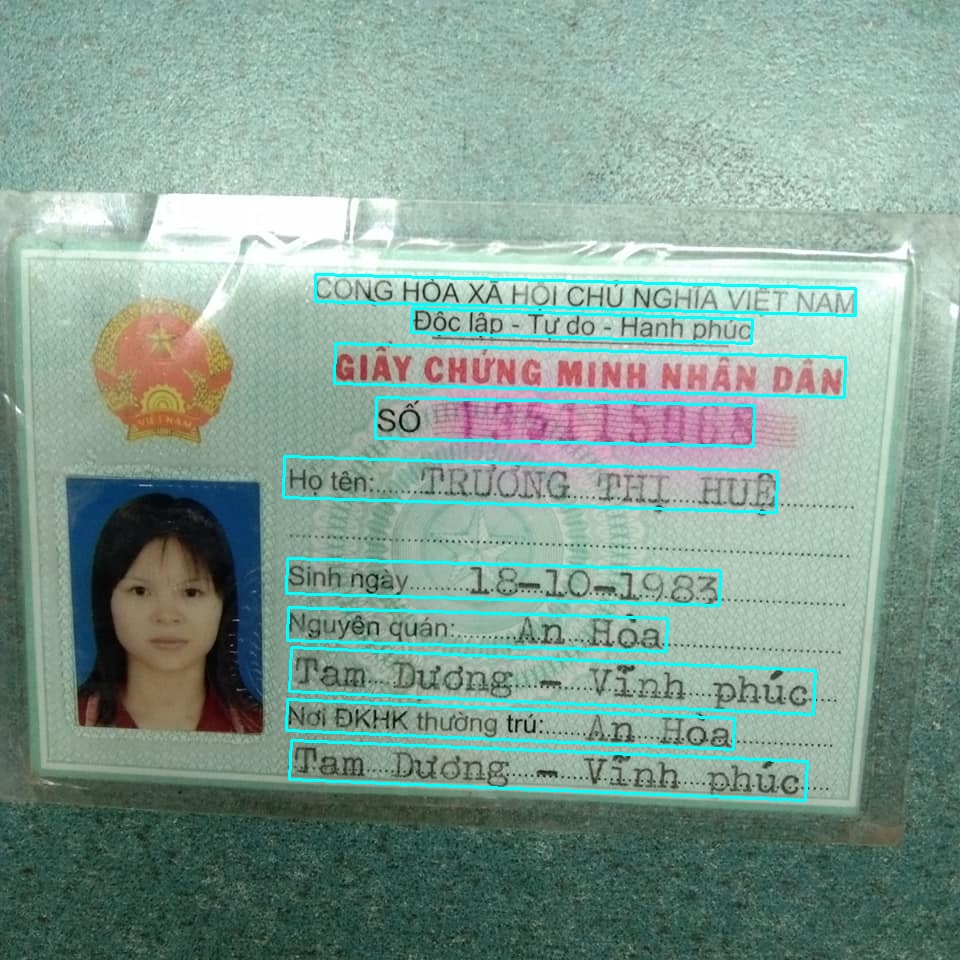 CỘNG HÒA XÃ HỘI CHỦ NGHĨA VIỆT NAM
Độc lập - Tự do - Hạnh phúc
GIẤY CHỨNG MINH NHÂN DÂN
SỐ
VIỆT NAM
Họ tên: TRƯƠNG THỊ HUỆ
Sinh ngày 18-10-1983
Nguyên quán: An Hòa
Tam Dương - Vĩnh phúc
Nơi ĐKHK thường trú: An Hòa
Tam Dương - Vĩnh phúc